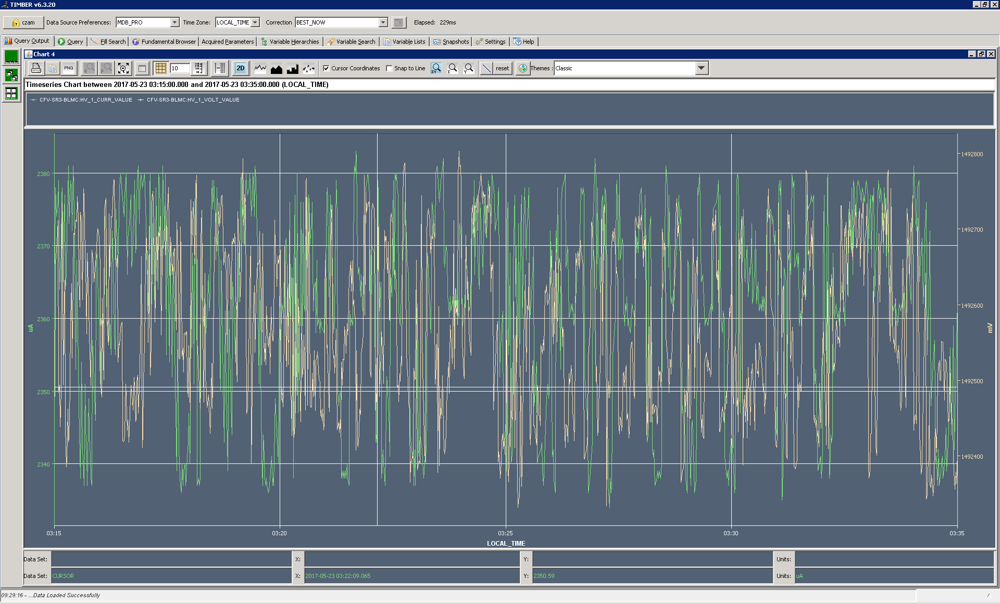 TIMBER v6.3.20
czam Data Source Preferences: MDB_PRO Time Zone: LOCAL_TIME Correction BEST_NOW Elapsed: 229ms
Query Output Query Fill Search Fundamental Browser Acquired Parameters Variable Hierarchies Variable Search Variable Lists Snapshots Settings Help
Chart 4
PNG 10 2D Cursor Coordinates Snap to Line XY X Y reset Themes : Classic
Timeseries Chart between 2017-05-23 03:15:00.000 and 2017-05-23 03:35:00.000 (LOCAL_TIME)
CFV-SR3-BLMC:HV_1_CURR_VALUE CFV-SR3-BLMC:HV_1_VOLT_VALUE
1492800
2380
1492700
2370
1492600
2360
uA
mV
1492500
2350
1492400
2340
03:15 03:20 03:25 03:30 03:35
LOCAL_TIME
Data Set: X: Y: Units:
Data Set: CURSOR X: 2017-05-23 03:22:09.065 Y: 2350.59 Units: uA
09:29:16 - ...Data Loaded Successfully /